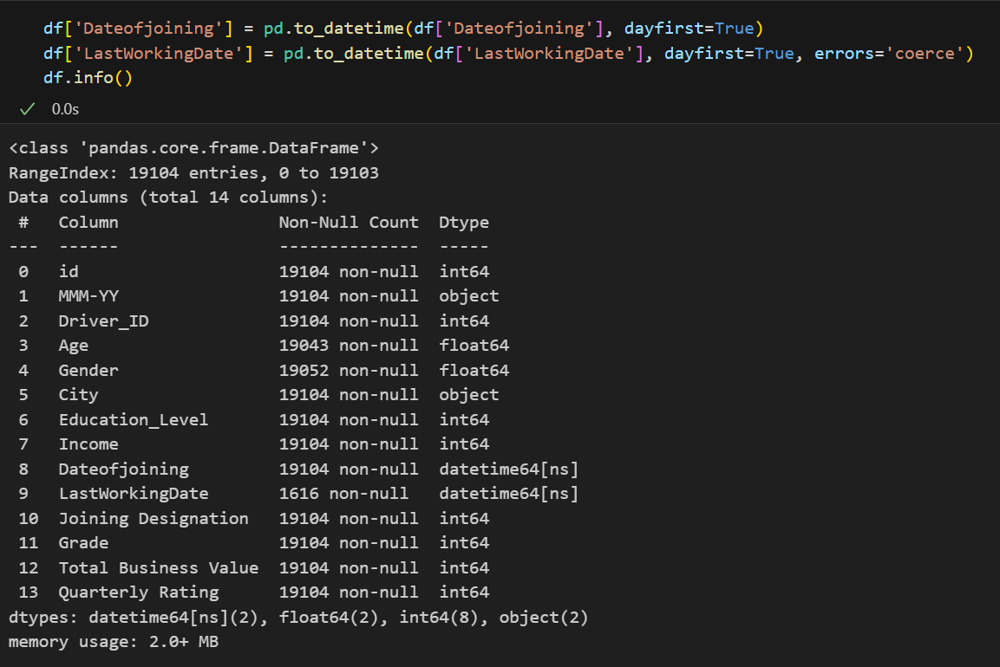 df['Dateofjoining'] = pd.to_datetime(df['Dateofjoining'], dayfirst=True)
df['LastWorkingDate'] = pd.to_datetime(df['LastWorkingDate'], dayfirst=True, errors='coerce')
df.info()
0.0s
<class 'pandas.core.frame.DataFrame'>
RangeIndex: 19104 entries, 0 to 19103
Data columns (total 14 columns):
 #   Column                Non-Null Count  Dtype
---  ------                --------------  -----
 0   id                    19104 non-null  int64
 1   MMM-YY                19104 non-null  object
 2   Driver_ID             19104 non-null  int64
 3   Age                   19043 non-null  float64
 4   Gender                19052 non-null  float64
 5   City                  19104 non-null  object
 6   Education_Level       19104 non-null  int64
 7   Income                19104 non-null  int64
 8   Dateofjoining         19104 non-null  datetime64[ns]
 9   LastWorkingDate       1616 non-null   datetime64[ns]
 10  Joining Designation   19104 non-null  int64
 11  Grade                 19104 non-null  int64
 12  Total Business Value  19104 non-null  int64
 13  Quarterly Rating      19104 non-null  int64
dtypes: datetime64[ns](2), float64(2), int64(8), object(2)
memory usage: 2.0+ MB